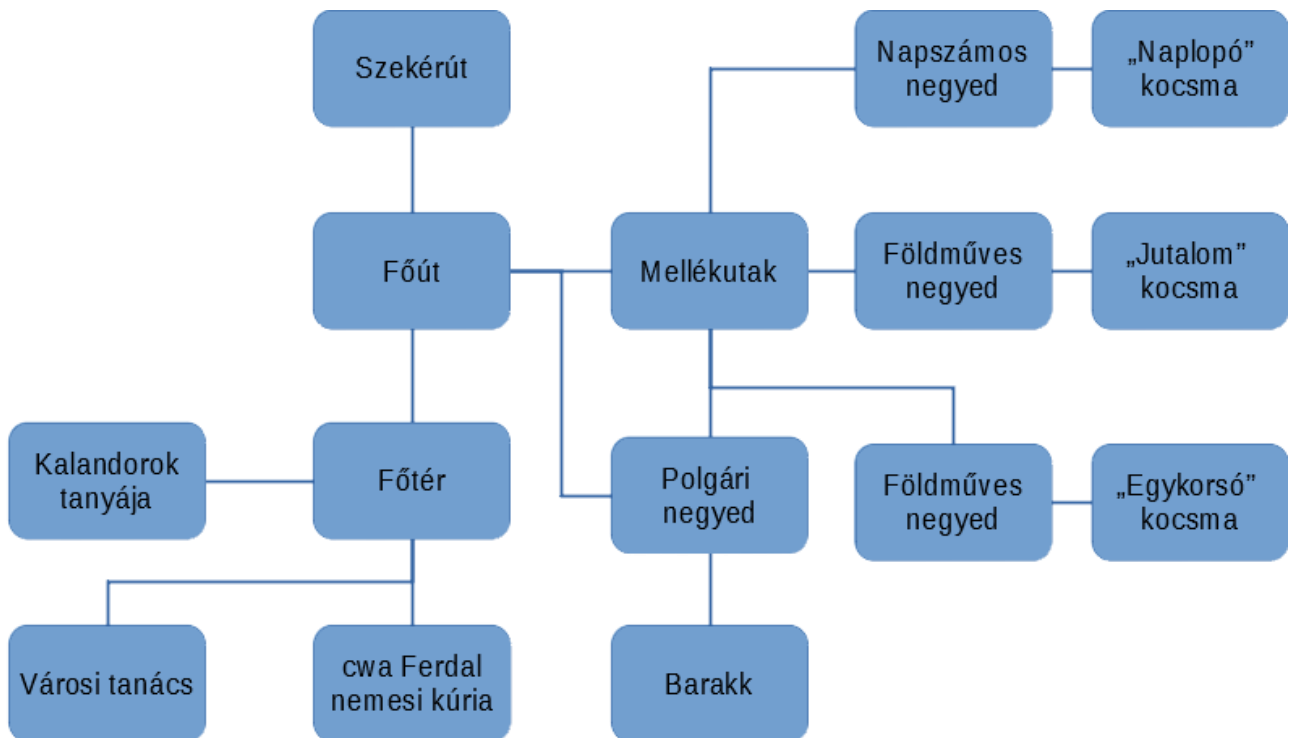 Szekérút
Napszámos
negyed
„Naplopó”
kocsma
Főút
Mellékutak
Földműves
negyed
„Jutalom”
kocsma
Kalandorok
tanyája
Főtér
Polgári
negyed
Földműves
negyed
„Egykorsó”
kocsma
Városi tanács
cwa Ferdal
nemesi kúria
Barakk